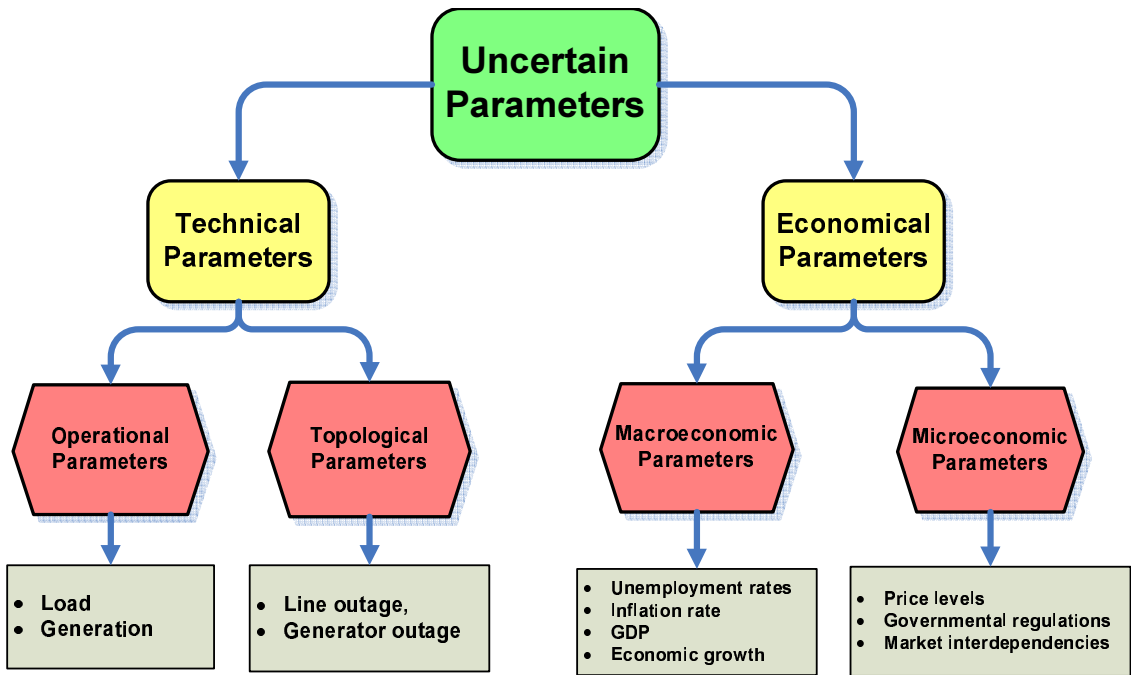 Uncertain
Parameters
Technical
Parameters
Economical
Parameters
Operational
Parameters
Topological
Parameters
Macroeconomic
Parameters
Microeconomic
Parameters
• Load
• Generation
• Line outage,
• Generator outage
• Unemployment rates
• Inflation rate
• GDP
• Economic growth
• Price levels
• Governmental regulations
• Market interdependencies